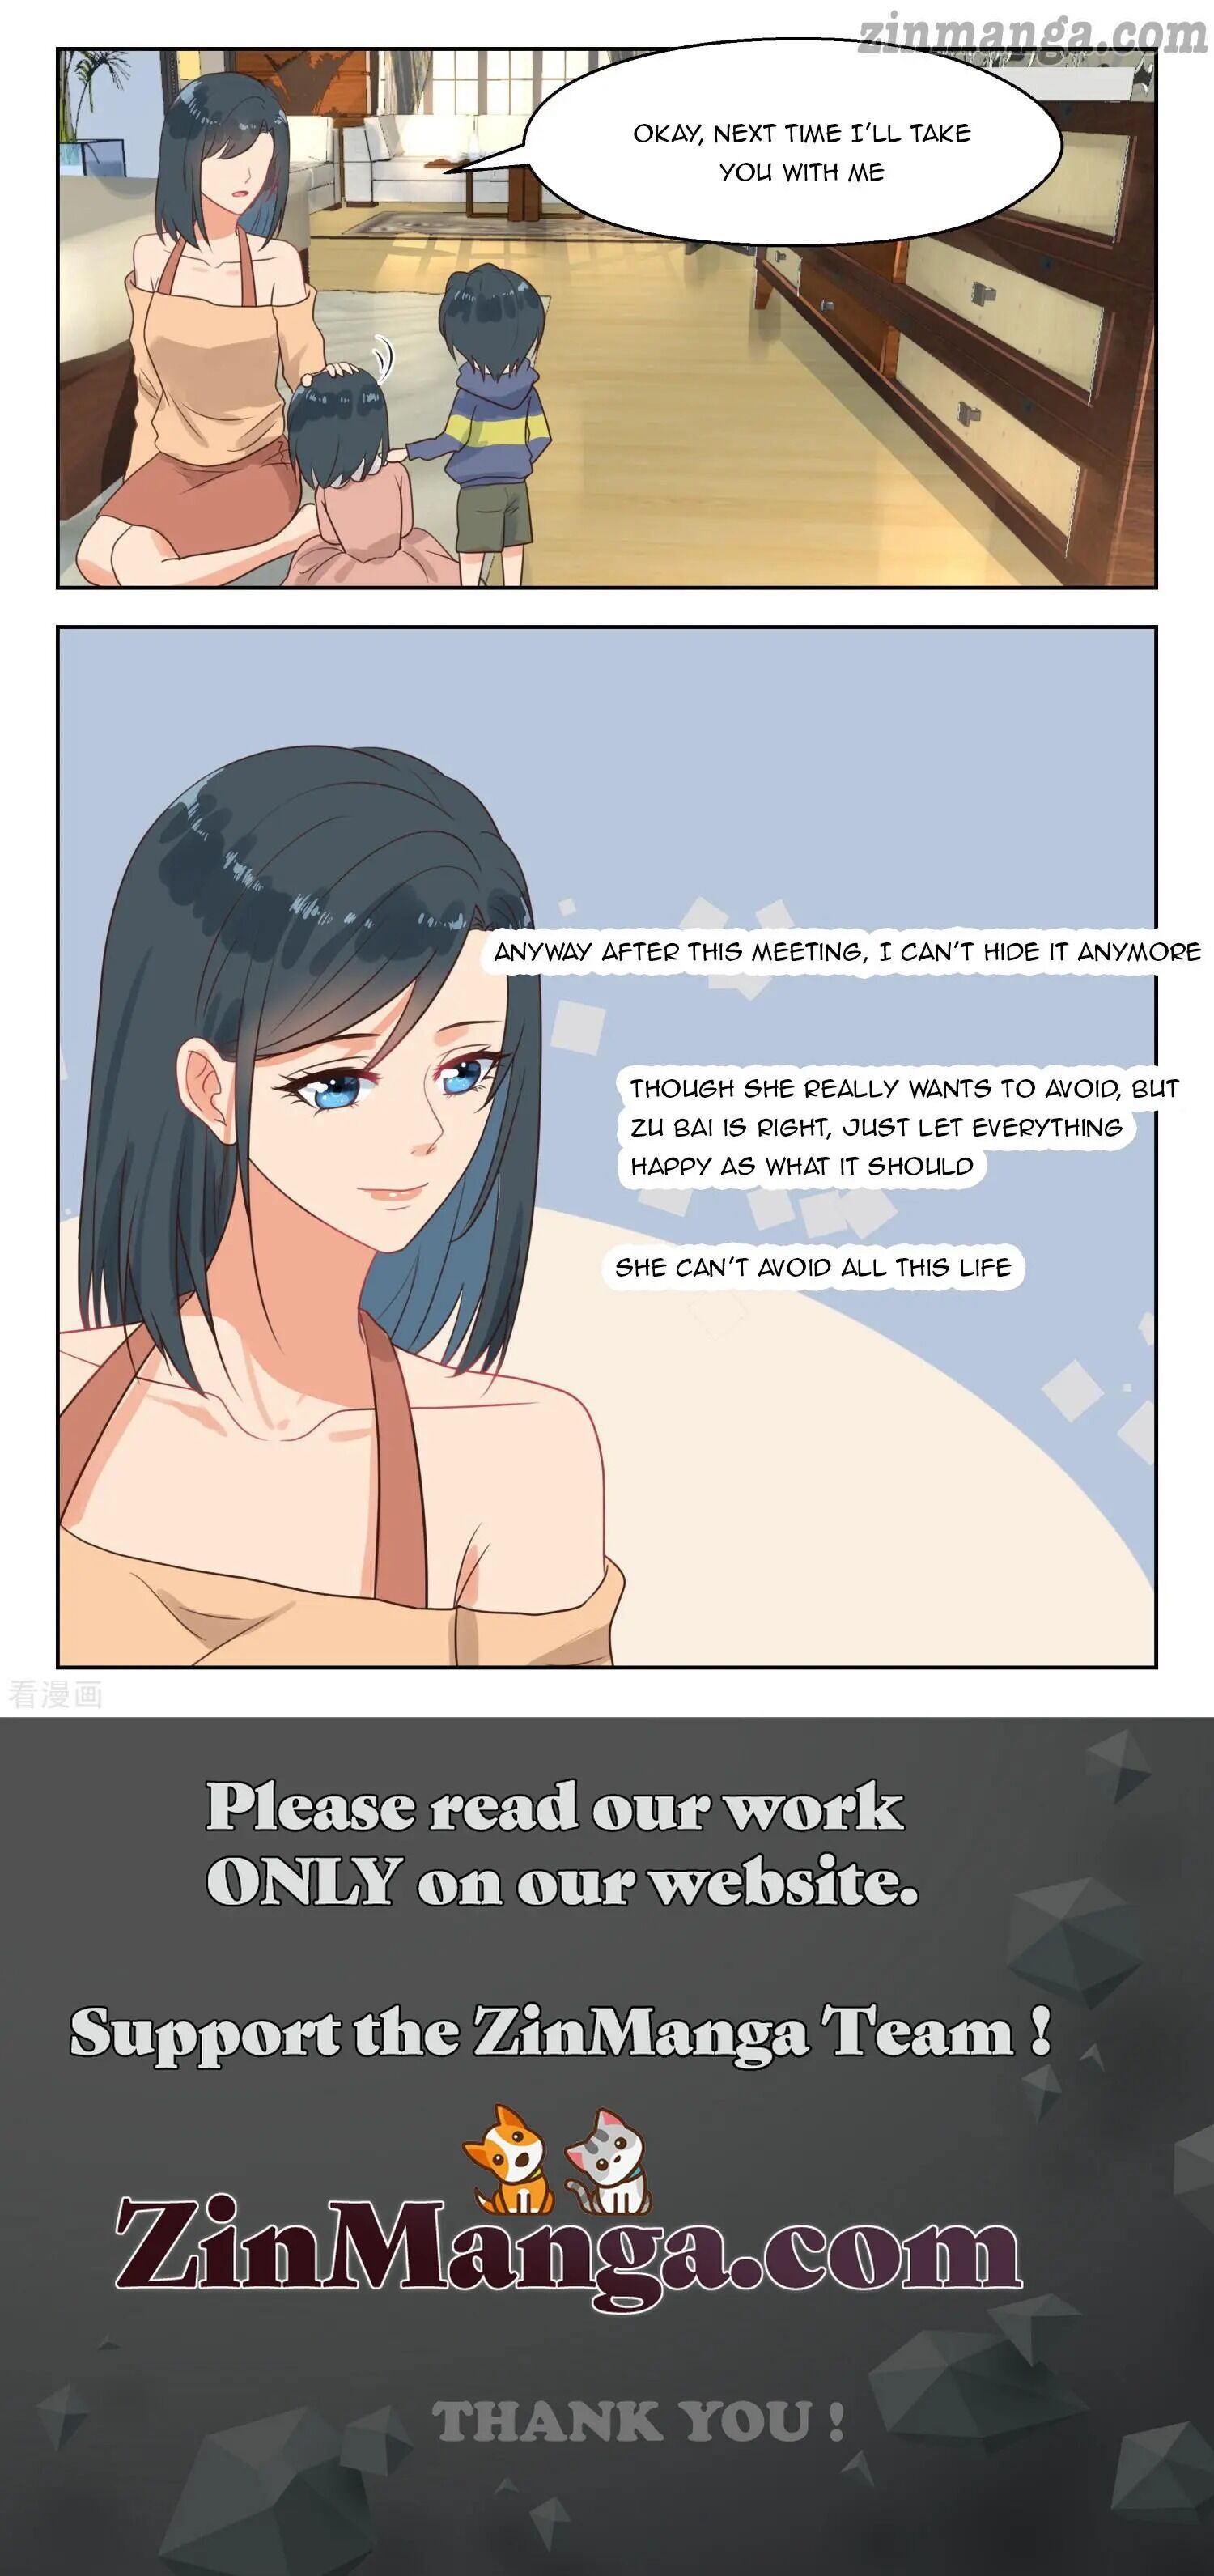 zinmanga.com
OKAY, NEXT TIME I'LL TAKE
YOU WITH ME
ANYWAY AFTER THIS MEETING, I CAN'T HIDE IT ANYMORE
THOUGH SHE REALLY WANTS TO AVOID, BUT
ZU BAI IS RIGHT, JUST LET EVERYTHING
HAPPY AS WHAT IT SHOULD
SHE CAN'T AVOID ALL THIS LIFE
看漫画
Please read our work
ONLY on our website.
Support the ZinManga Team !
ZinManga.com
THANK YOU !